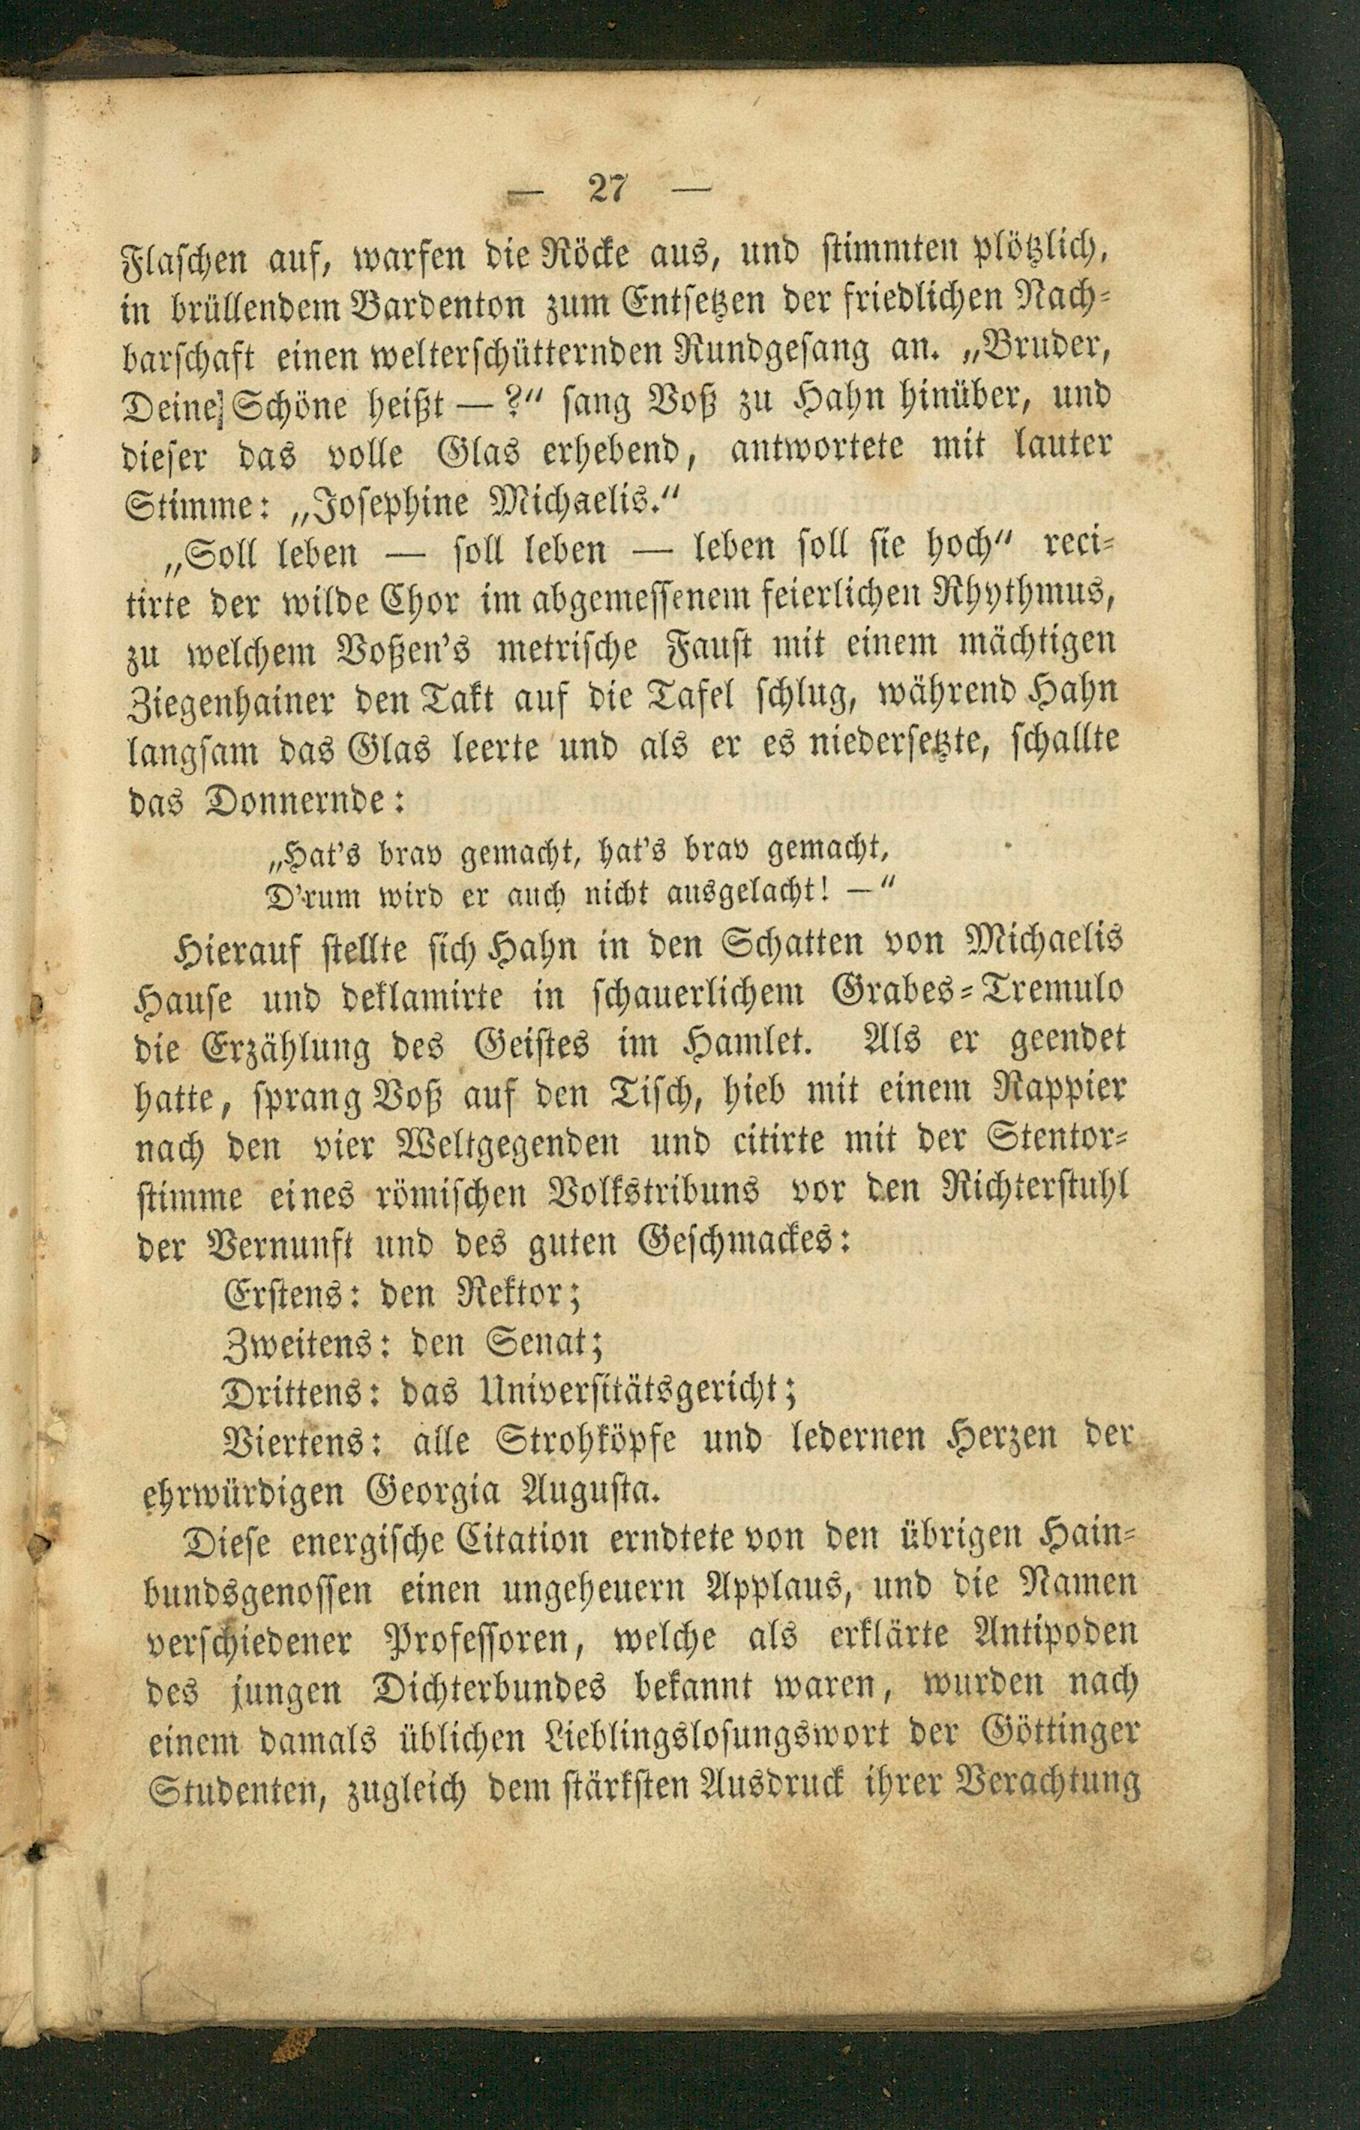 — 27 —
Flaschen auf, warfen die Röcke aus, und stimmten plötzlich,
in brüllendem Bardenton zum Entsetzen der friedlichen Nach-
barschaft einen welterschütternden Rundgesang an. „Bruder,
Deine Schöne heißt — ?“ sang Voß zu Hahn hinüber, und
dieser das volle Glas erhebend, antwortete mit lauter
Stimme: „Josephine Michaelis.“
„Soll leben — soll leben — leben soll sie hoch“ reci-
tirte der wilde Chor im abgemessenem feierlichen Rhythmus,
zu welchem Voßen's metrische Faust mit einem mächtigen
Ziegenhainer den Takt auf die Tafel schlug, während Hahn
langsam das Glas leerte und als er es niedersetzte, schallte
das Donnernde:
„Hat's brav gemacht, hat's brav gemacht,
D'rum wird er auch nicht ausgelacht! —“
Hierauf stellte sich Hahn in den Schatten von Michaelis
Hause und deklamirte in schauerlichem Grabes-Tremulo
die Erzählung des Geistes im Hamlet. Als er geendet
hatte, sprang Voß auf den Tisch, hieb mit einem Rappier
nach den vier Weltgegenden und citirte mit der Stentor-
stimme eines römischen Volkstribuns vor den Richterstuhl
der Vernunft und des guten Geschmackes:
Erstens: den Rektor;
Zweitens: den Senat;
Drittens: das Universitätsgericht;
Viertens: alle Strohköpfe und ledernen Herzen der
ehrwürdigen Georgia Augusta.
Diese energische Citation erndtete von den übrigen Hain-
bundsgenossen einen ungeheuern Applaus, und die Namen
verschiedener Professoren, welche als erklärte Antipoden
des jungen Dichterbundes bekannt waren, wurden nach
einem damals üblichen Lieblingslosungswort der Göttinger
Studenten, zugleich dem stärksten Ausdruck ihrer Verachtung